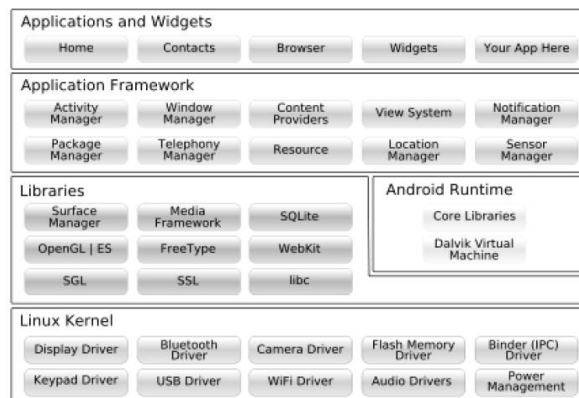 Applications and Widgets
Home
Contacts
Browser
Widgets
Your App Here
Application Framework
Activity
Manager
Window
Manager
Content
Providers
View System
Notification
Manager
Package
Manager
Telephony
Manager
Resource
Location
Manager
Sensor
Manager
Libraries
Surface
Manager
Media
Framework
SQLite
OpenGL | ES
FreeType
WebKit
SGL
SSL
libc
Android Runtime
Core Libraries
Dalvik Virtual
Machine
Linux Kernel
Display Driver
Bluetooth
Driver
Camera Driver
Flash Memory
Driver
Binder (IPC)
Driver
Keypad Driver
USB Driver
WiFi Driver
Audio Drivers
Power
Management